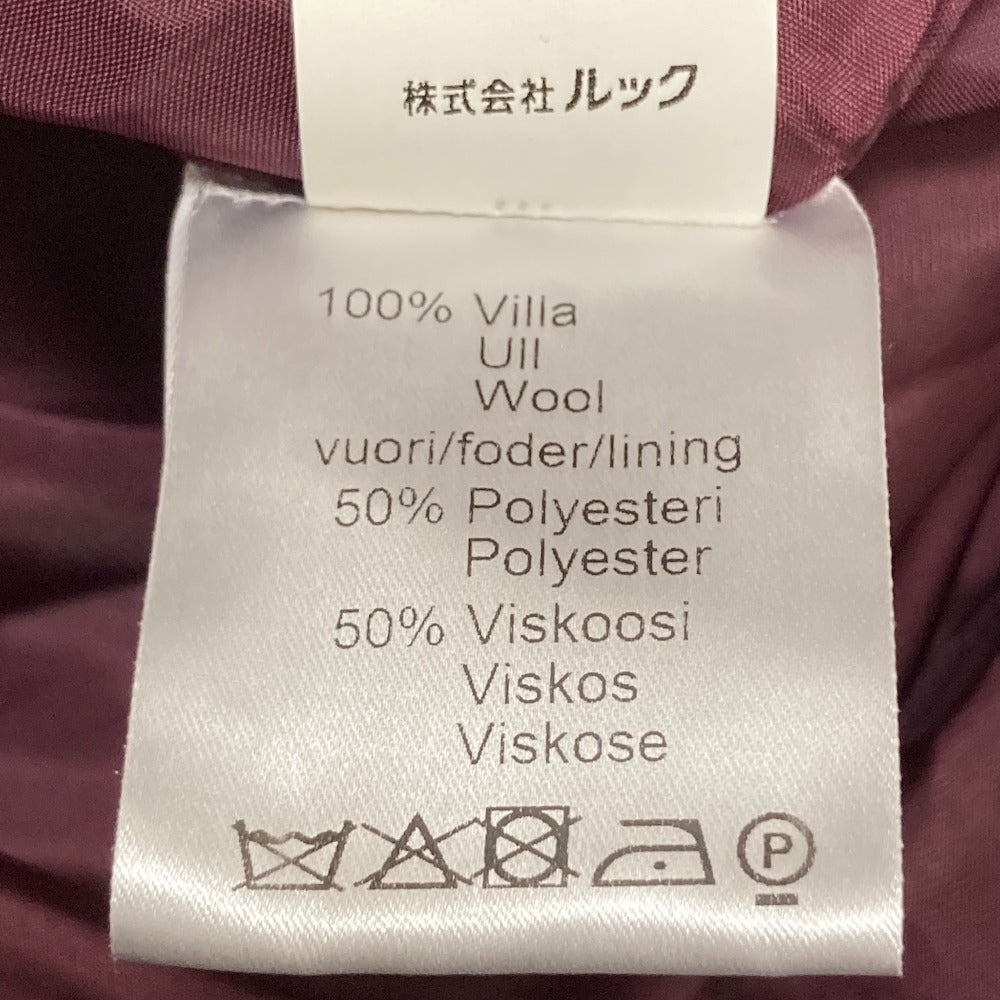 株式会社 ルック
100% Villa
Ull
Wool
vuori/foder/lining
50% Polyesteri
Polyester
50% Viskoosi
Viskos
Viskose
P